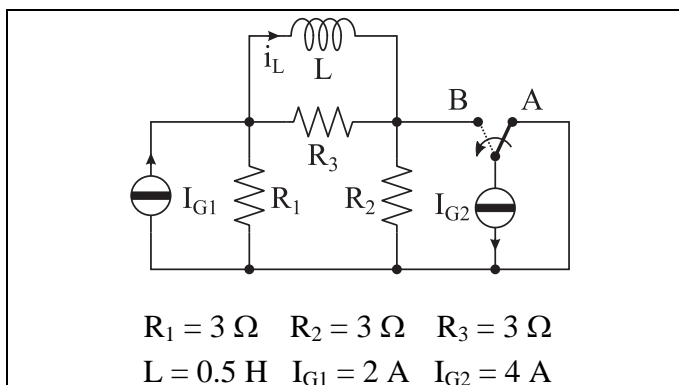 i_L L
B A
R_3
I_G1 R_1 R_2 I_G2
R_1 = 3 Ω R_2 = 3 Ω R_3 = 3 Ω
L = 0.5 H I_G1 = 2 A I_G2 = 4 A